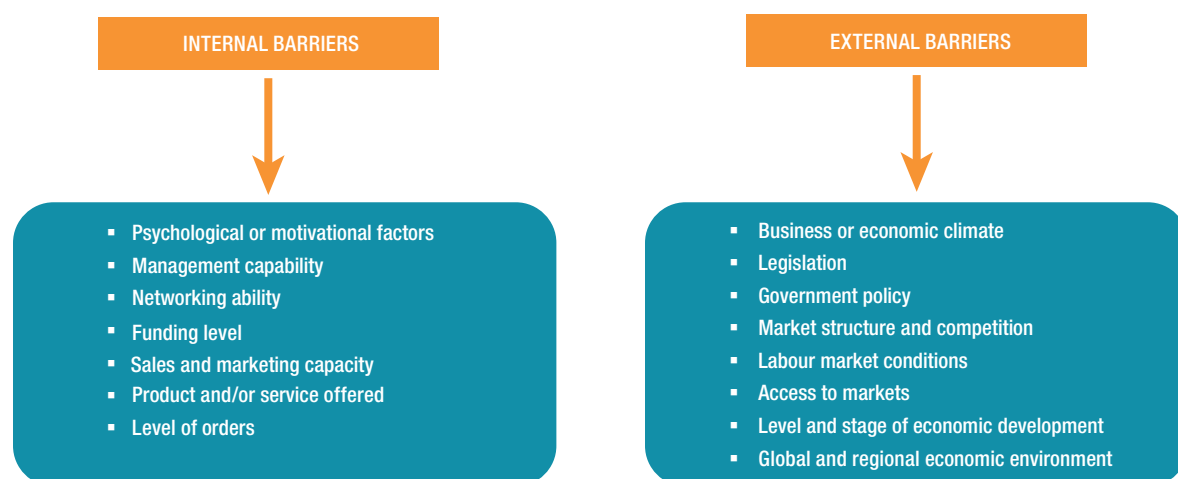 INTERNAL BARRIERS
▪ Psychological or motivational factors
▪ Management capability
▪ Networking ability
▪ Funding level
▪ Sales and marketing capacity
▪ Product and/or service offered
▪ Level of orders
EXTERNAL BARRIERS
▪ Business or economic climate
▪ Legislation
▪ Government policy
▪ Market structure and competition
▪ Labour market conditions
▪ Access to markets
▪ Level and stage of economic development
▪ Global and regional economic environment